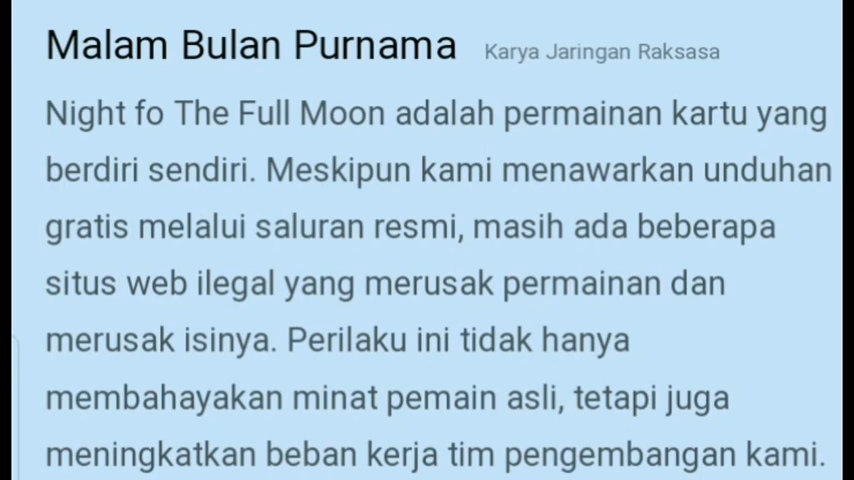 Malam Bulan Purnama Karya Jaringan Raksasa
Night fo The Full Moon adalah permainan kartu yang
berdiri sendiri. Meskipun kami menawarkan unduhan
gratis melalui saluran resmi, masih ada beberapa
situs web ilegal yang merusak permainan dan
merusak isinya. Perilaku ini tidak hanya
membahayakan minat pemain asli, tetapi juga
meningkatkan beban kerja tim pengembangan kami.